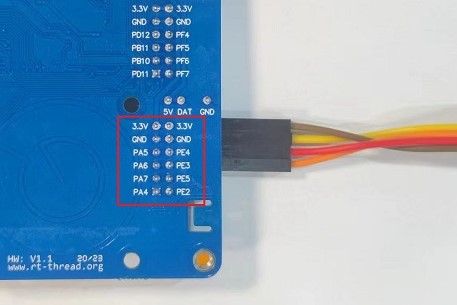 3.3V 3.3V
GND GND
PD12 PF4
PB11 PF5
PB10 PF6
PD11 PF7
5V DAT GND
3.3V 3.3V
GND GND
PA5 PE4
PA6 PE3
PA7 PE5
PA4 PE2
HW: V1.1 20/23
www.rt-thread.org